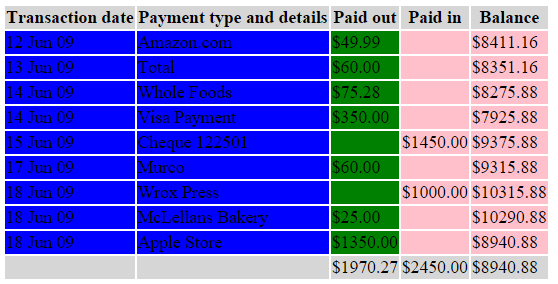 Transaction date Payment type and details Paid out Paid in Balance
12 Jun 09 Amazon.com $49.99 $8411.16
13 Jun 09 Total $60.00 $8351.16
14 Jun 09 Whole Foods $75.28 $8275.88
14 Jun 09 Visa Payment $350.00 $7925.88
15 Jun 09 Cheque 122501 $1450.00 $9375.88
17 Jun 09 Murco $60.00 $9315.88
18 Jun 09 Wrox Press $1000.00 $10315.88
18 Jun 09 McLellans Bakery $25.00 $10290.88
18 Jun 09 Apple Store $1350.00 $8940.88
$1970.27 $2450.00 $8940.88